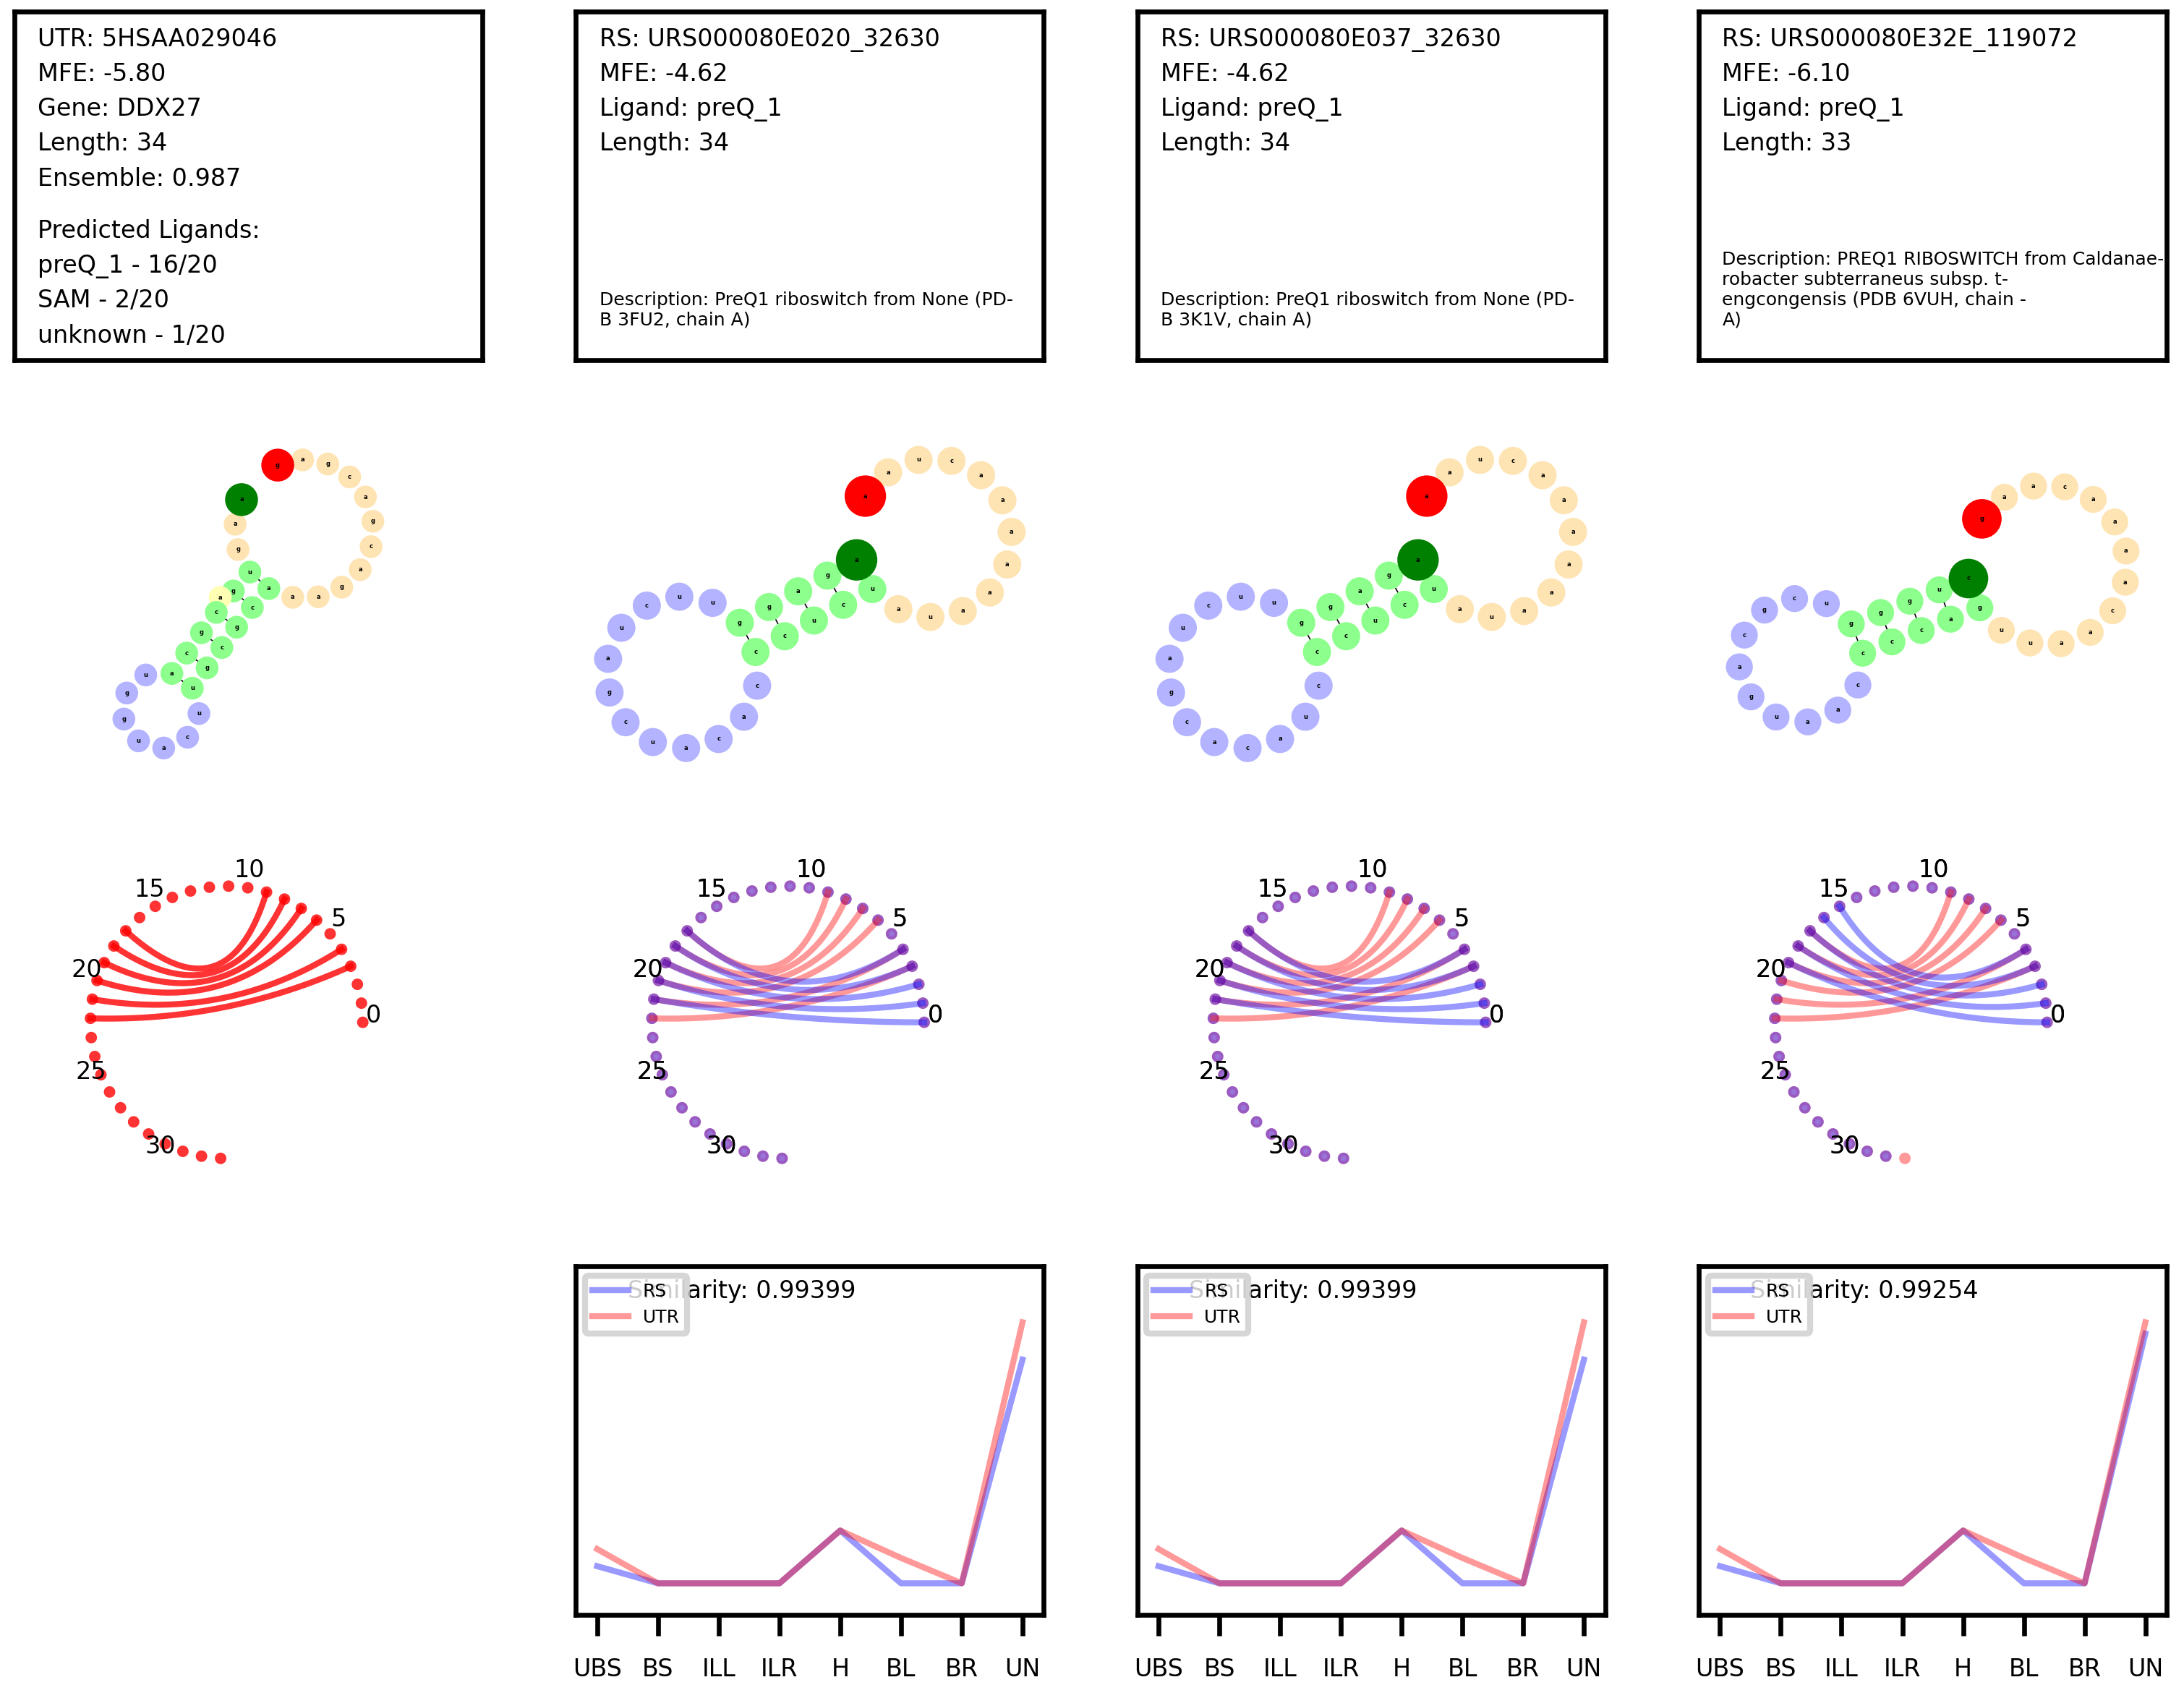 UTR: 5HSAA029046
MFE: -5.80
Gene: DDX27
Length: 34
Ensemble: 0.987
Predicted Ligands:
preQ_1 - 16/20
SAM - 2/20
unknown - 1/20
RS: URS000080E020_32630
MFE: -4.62
Ligand: preQ_1
Length: 34
Description: PreQ1 riboswitch from None (PD-
B 3FU2, chain A)
RS: URS000080E037_32630
MFE: -4.62
Ligand: preQ_1
Length: 34
Description: PreQ1 riboswitch from None (PD-
B 3K1V, chain A)
RS: URS000080E32E_119072
MFE: -6.10
Ligand: preQ_1
Length: 33
Description: PREQ1 RIBOSWITCH from Caldanae-
robacter subterraneus subsp. t-
engcongensis (PDB 6VUH, chain -
A)
0
5
10
15
20
25
30
0
5
10
15
20
25
30
0
5
10
15
20
25
30
0
5
10
15
20
25
30
Similarity: 0.99399
RS
UTR
UBS BS ILL ILR H BL BR UN
Similarity: 0.99399
RS
UTR
UBS BS ILL ILR H BL BR UN
Similarity: 0.99254
RS
UTR
UBS BS ILL ILR H BL BR UN